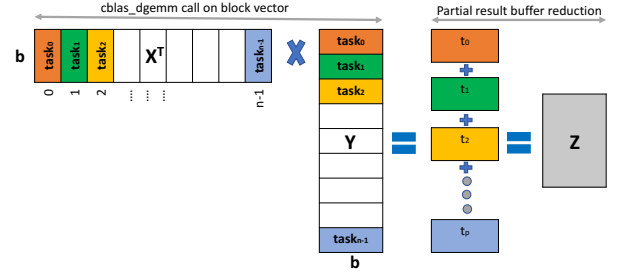 cblas_dgemm call on block vector
Partial result buffer reduction
b
task0
task1
task2
X^T
taskn-1
0
1
2
...
...
n-1
task0
task1
task2
Y
taskn-1
b
t0
t1
t2
tp
Z